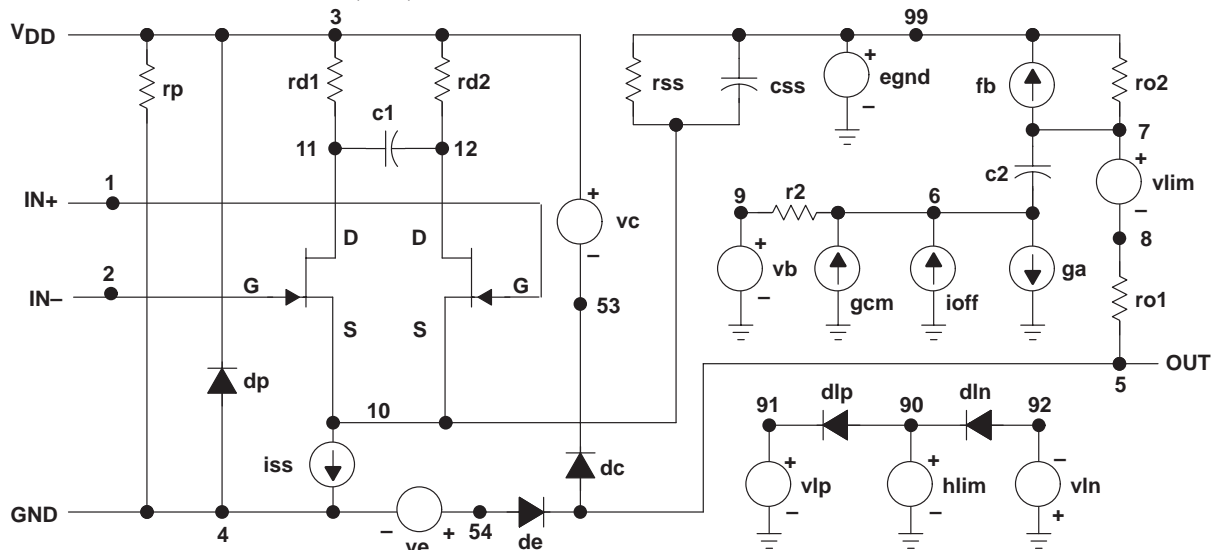 3
99
VDD
rp
rd1
rd2
rss
css
egnd
fb
ro2
c1
11
12
7
c2
vlim
1
IN+
9
r2
6
8
D
D
vc
vb
gcm
ioff
ga
2
IN–
G
G
53
ro1
S
S
OUT
5
dp
10
91
dlp
90
dln
92
iss
dc
vlp
hlim
vln
GND
4
54
de
ve
+
–
+
–
+
–
+
–
+
–
+
–
–
+
–
+